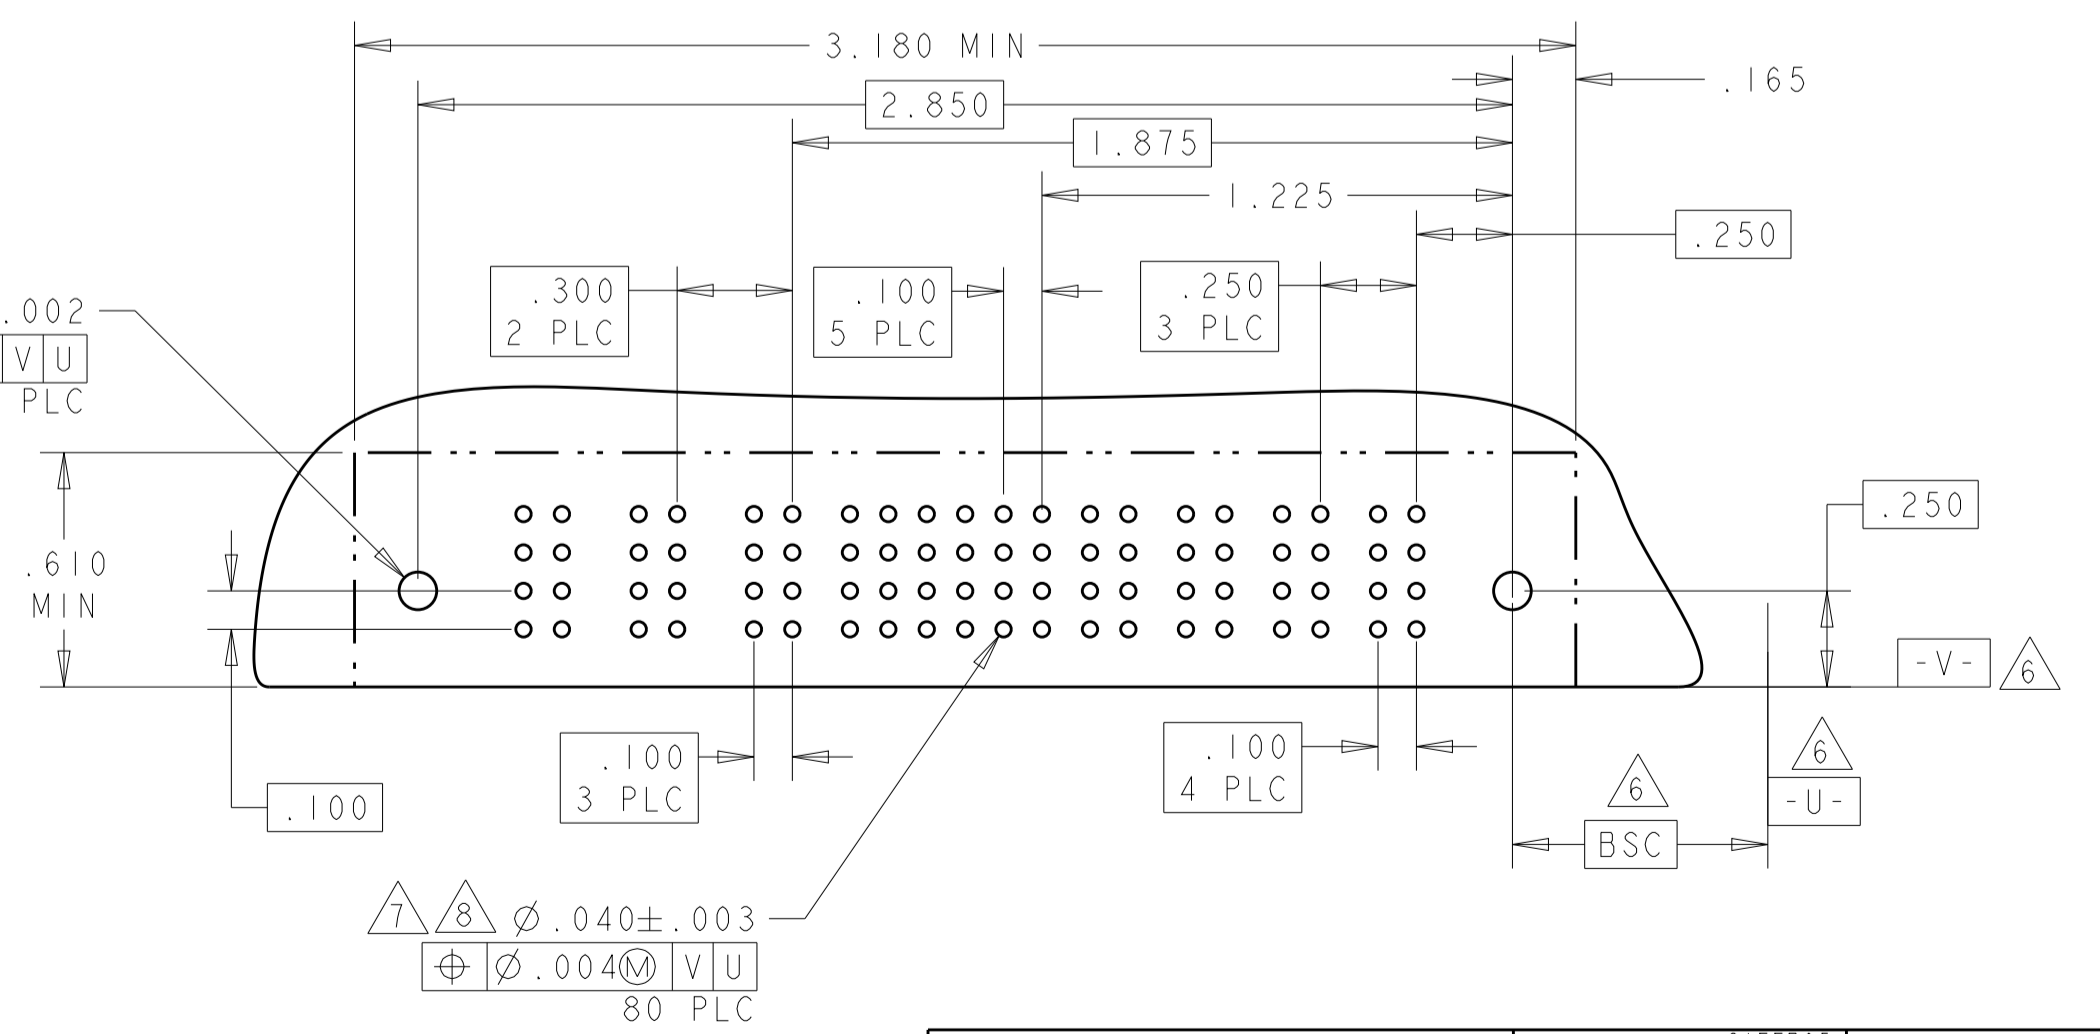 3.180 MIN
.165
2.850
1.875
1.225
.250
.300
2 PLC
.100
5 PLC
.250
3 PLC
.002
V U
PLC
.610
MIN
.250
-V- 6
.100
3 PLC
.100
4 PLC
6
6
-U-
.100
BSC
7 8 Ø.040±.003
⌖ Ø.004Ⓜ V U
80 PLC